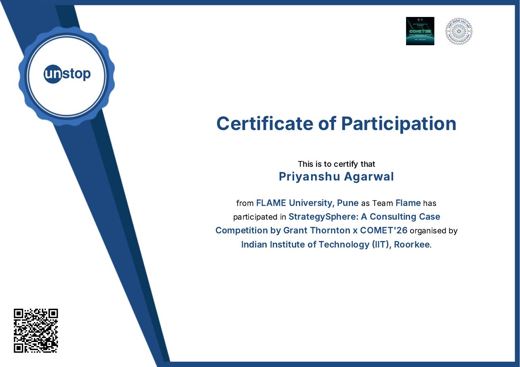 COMET'26
unstop
Certificate of Participation
This is to certify that
Priyanshu Agarwal
from FLAME University, Pune as Team Flame has
participated in StrategySphere: A Consulting Case
Competition by Grant Thornton x COMET'26 organised by
Indian Institute of Technology (IIT), Roorkee.